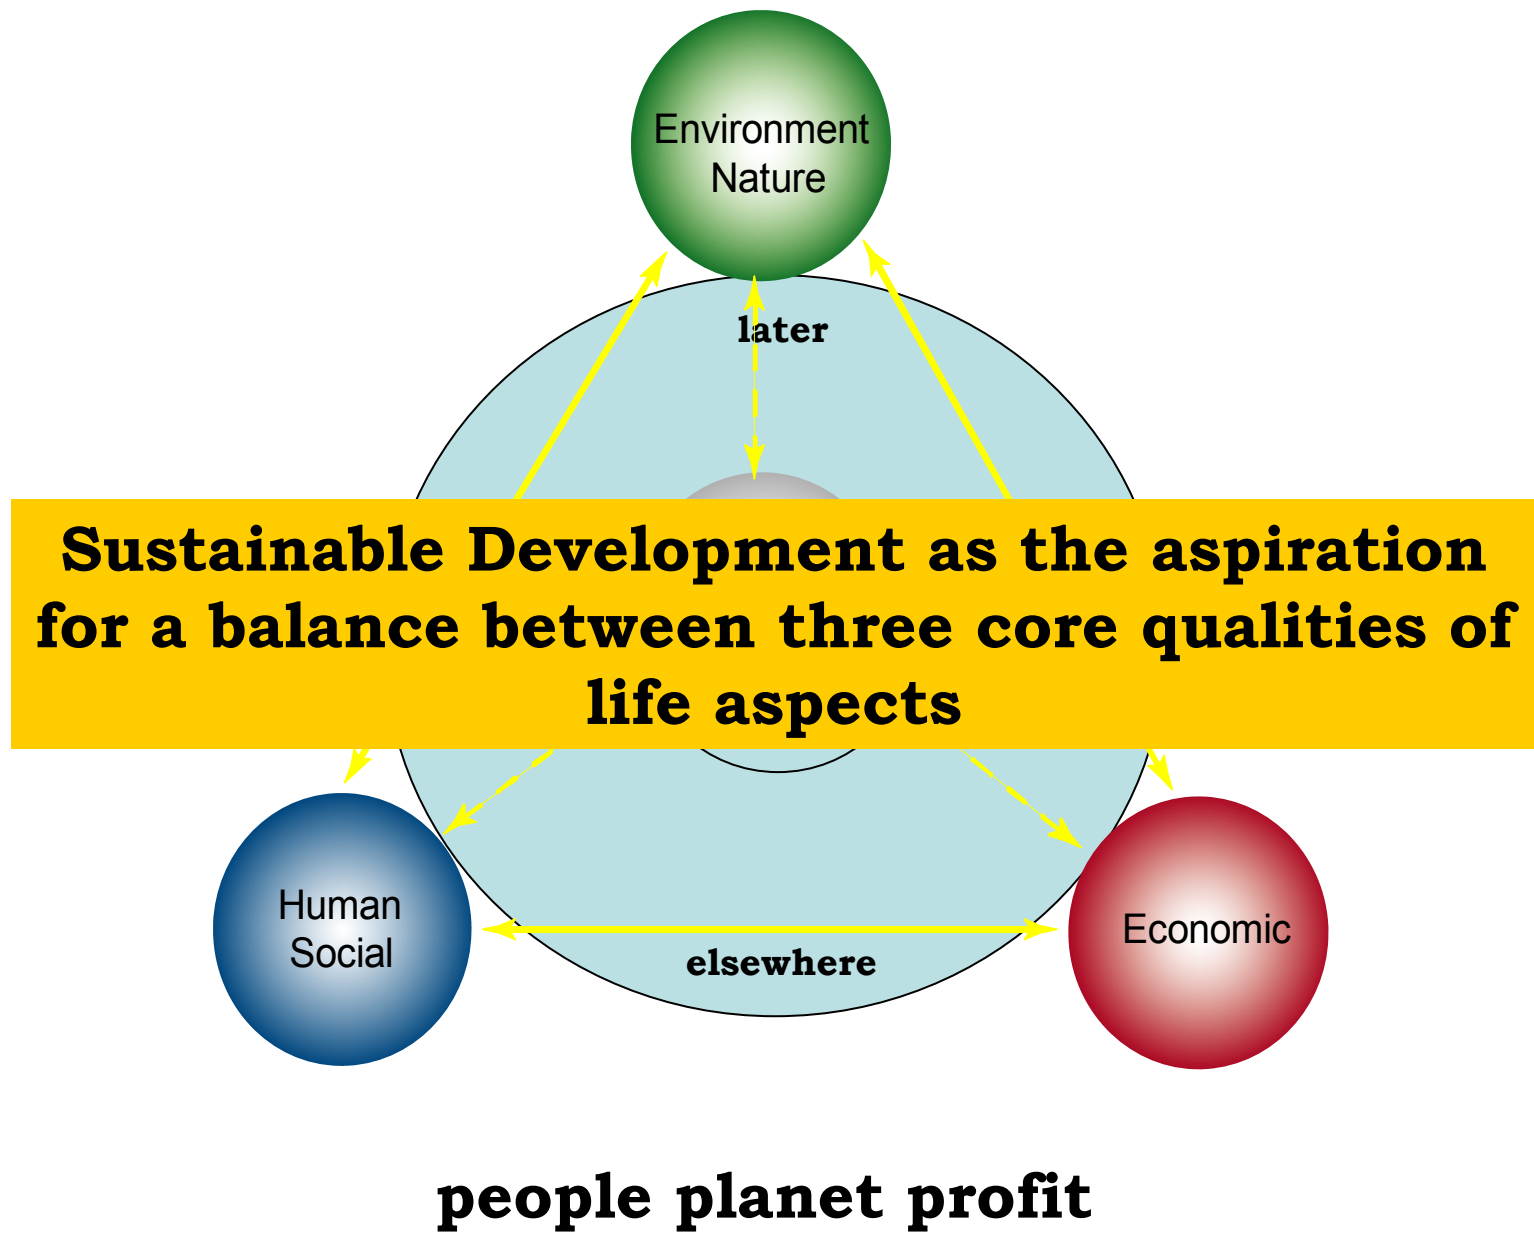 Environment
Nature
later
Sustainable Development as the aspiration
for a balance between three core qualities of
life aspects
Human
Social
Economic
elsewhere
people planet profit